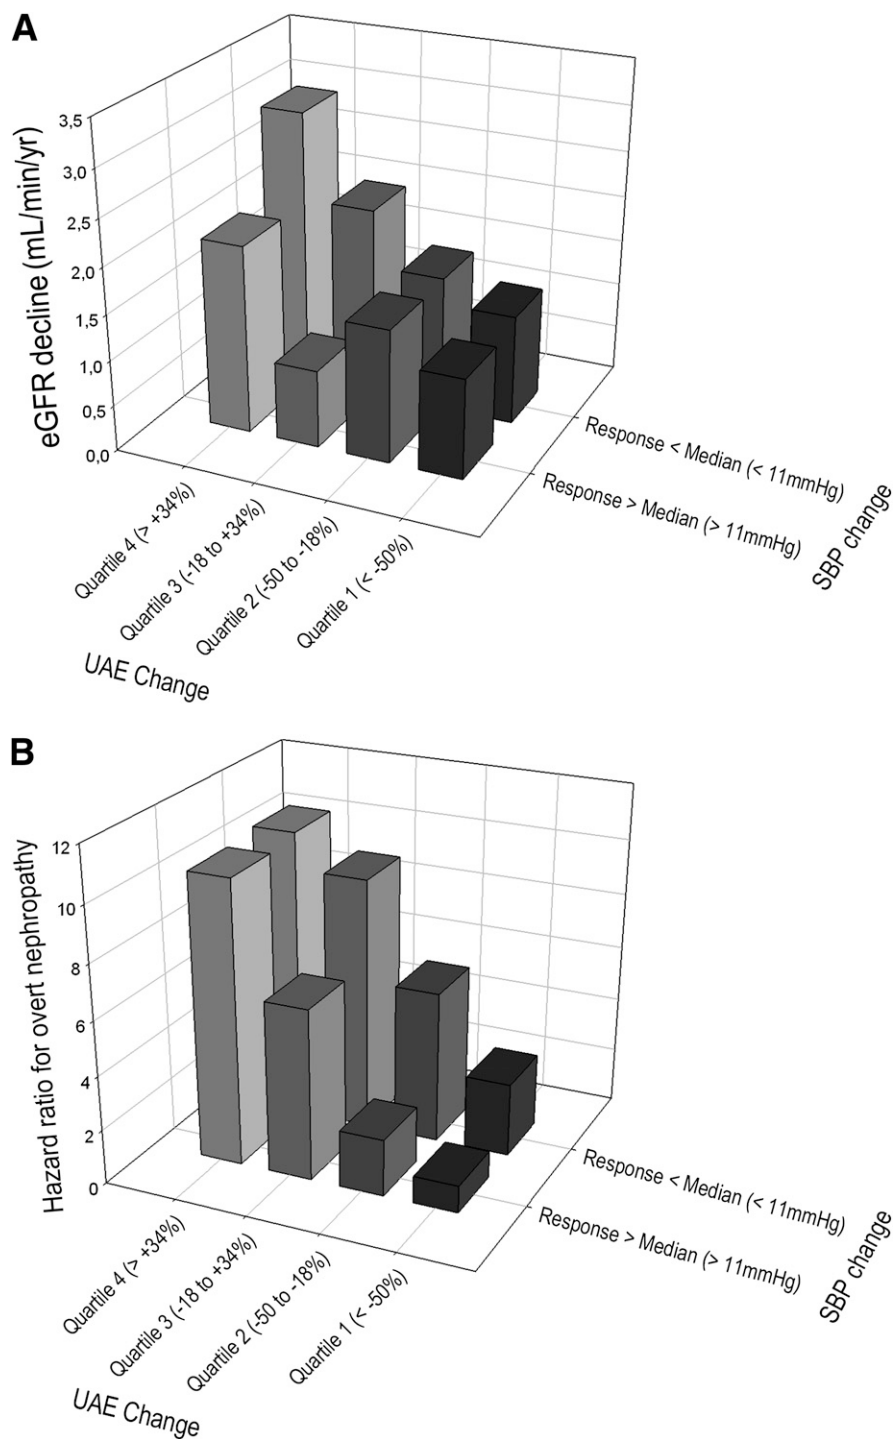 A
eGFR decline (mL/min/yr)
3,5
3,0
2,5
2,0
1,5
1,0
0,5
0,0
Quartile 4 (> +34%)
Quartile 3 (-18 to +34%)
Quartile 2 (-50 to -18%)
Quartile 1 (< -50%)
UAE Change
Response < Median (< 11mmHg)
Response > Median (> 11mmHg)
SBP change
B
Hazard ratio for overt nephropathy
12
10
8
6
4
2
0
Quartile 4 (> +34%)
Quartile 3 (-18 to +34%)
Quartile 2 (-50 to -18%)
Quartile 1 (< -50%)
UAE Change
Response < Median (< 11mmHg)
Response > Median (> 11mmHg)
SBP change